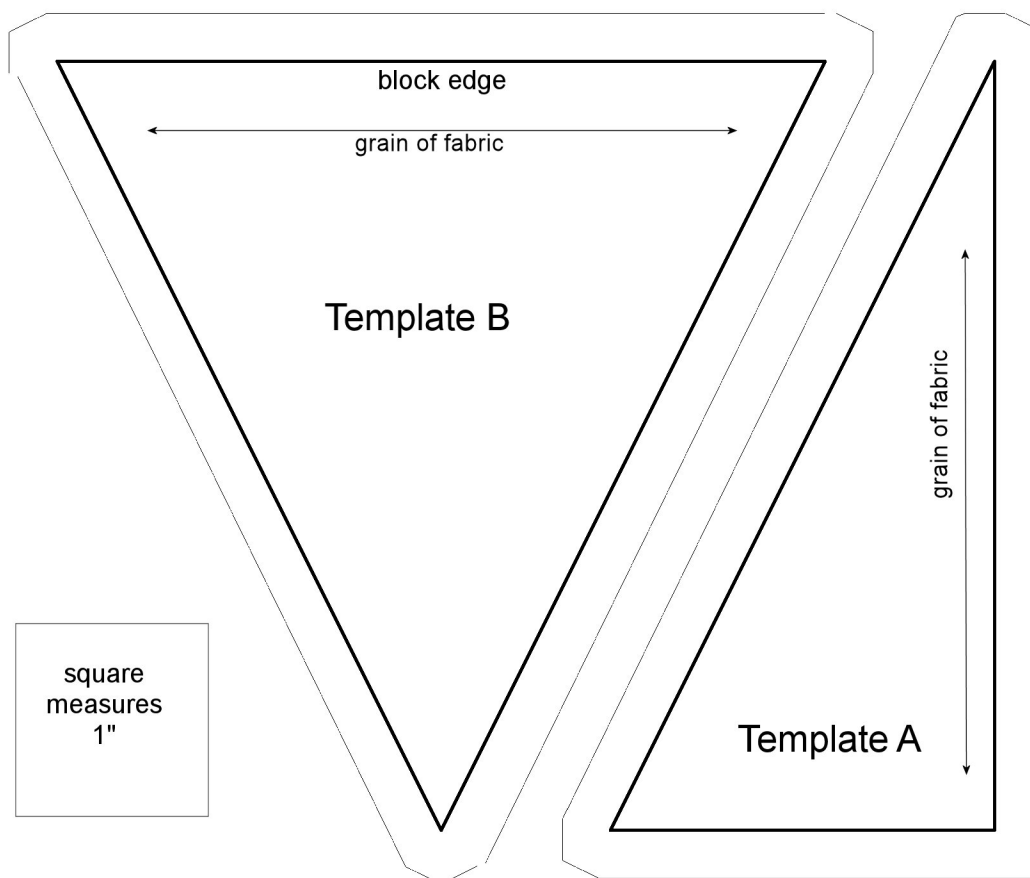 block edge
grain of fabric
Template B
grain of fabric
square
measures
1"
Template A